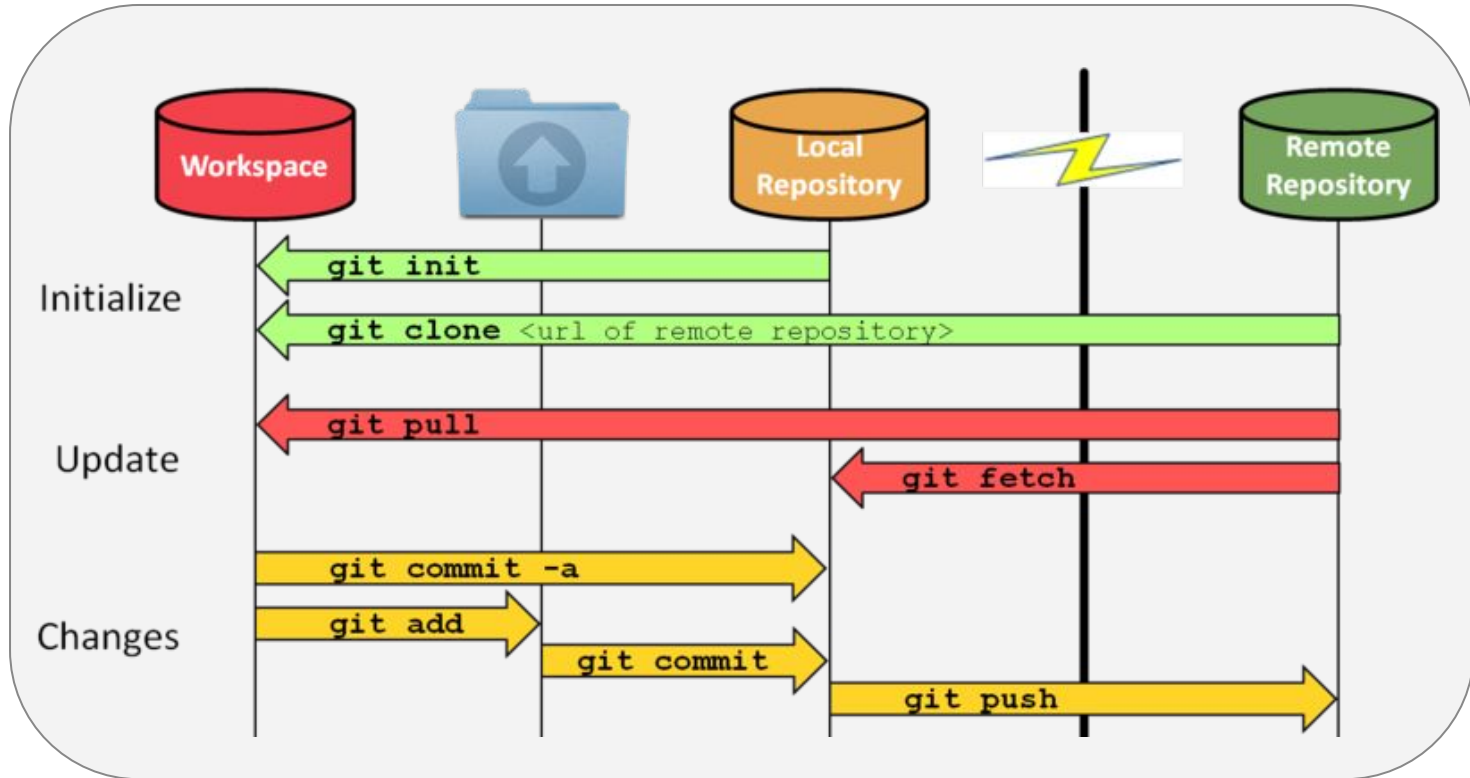 Workspace
Local
Repository
Remote
Repository
Initialize
git init
git clone <url of remote repository>
Update
git pull
git fetch
Changes
git commit -a
git add
git commit
git push